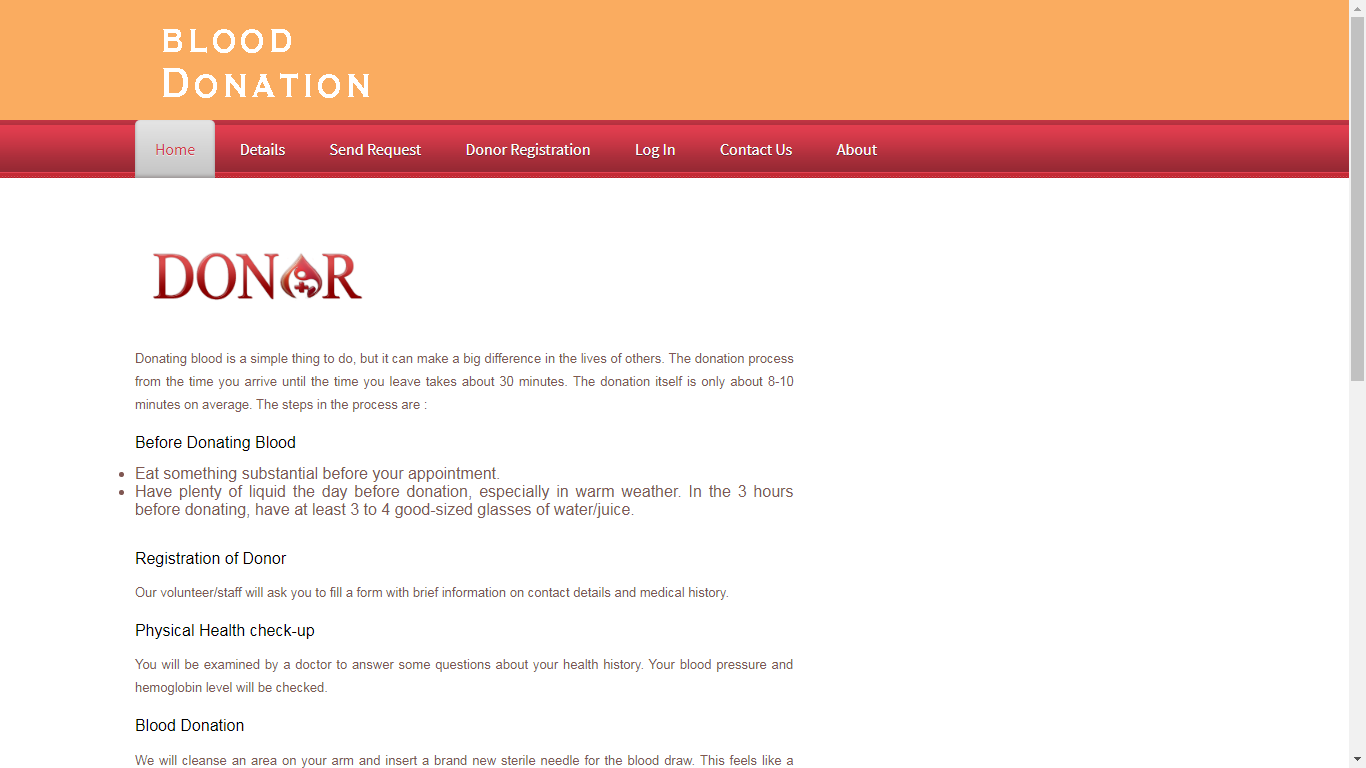 BLOOD
DONATION
Home Details Send Request Donor Registration Log In Contact Us About
DONOR
Donating blood is a simple thing to do, but it can make a big difference in the lives of others. The donation process
from the time you arrive until the time you leave takes about 30 minutes. The donation itself is only about 8-10
minutes on average. The steps in the process are :
Before Donating Blood
• Eat something substantial before your appointment.
• Have plenty of liquid the day before donation, especially in warm weather. In the 3 hours
before donating, have at least 3 to 4 good-sized glasses of water/juice.
Registration of Donor
Our volunteer/staff will ask you to fill a form with brief information on contact details and medical history.
Physical Health check-up
You will be examined by a doctor to answer some questions about your health history. Your blood pressure and
hemoglobin level will be checked.
Blood Donation
We will cleanse an area on your arm and insert a brand new sterile needle for the blood draw. This feels like a